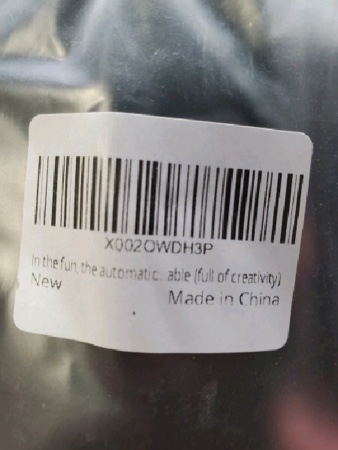 X002OWDH3P
In the fun, the automatic... able (full of creativity)
New
Made in China